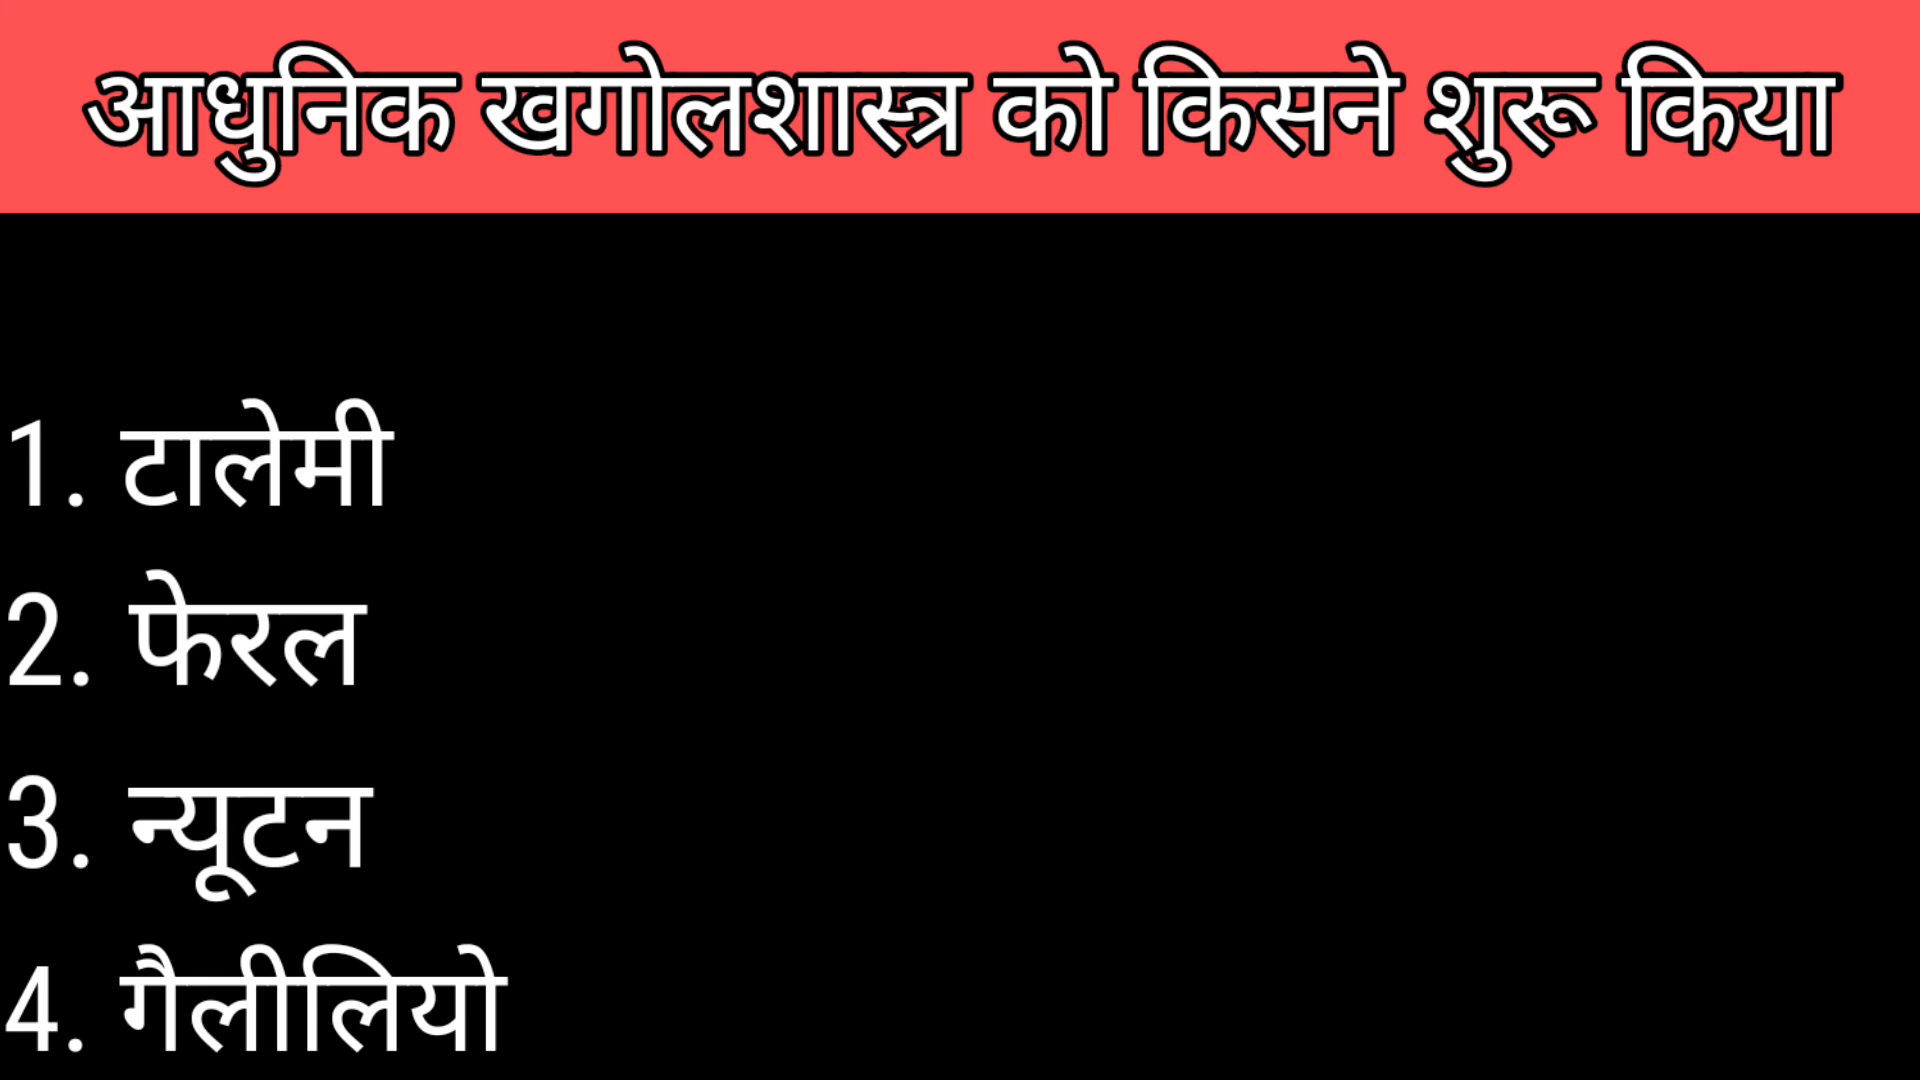 आधुनिक खगोलशास्त्र को किसने शुरू किया
1. टालेमी
2. फेरल
3. न्यूटन
4. गैलीलियो